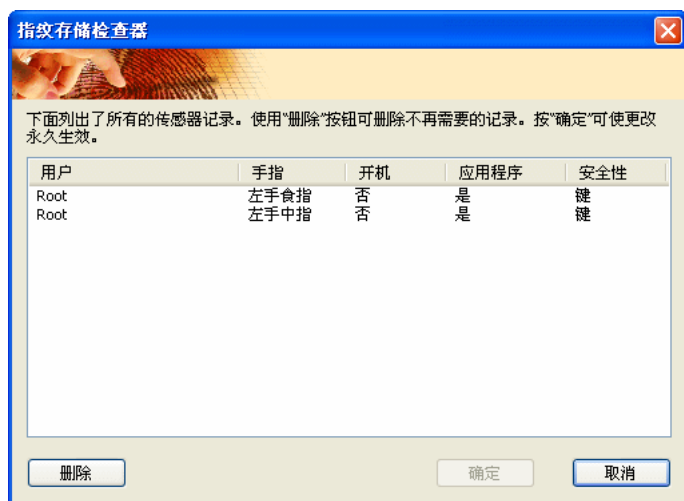 指纹存储检查器
下面列出了所有的传感器记录。使用"删除"按钮可删除不再需要的记录。按"确定"可使更改
永久生效。
用户 手指 开机 应用程序 安全性
Root 左手食指 否 是 键
Root 左手中指 否 是 键
删除 确定 取消